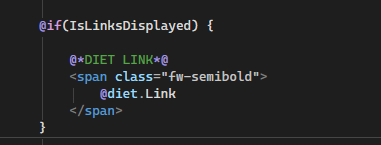 @if(IsLinksDisplayed) {
@*DIET LINK*@
<span class="fw-semibold">
@diet.Link
</span>
}